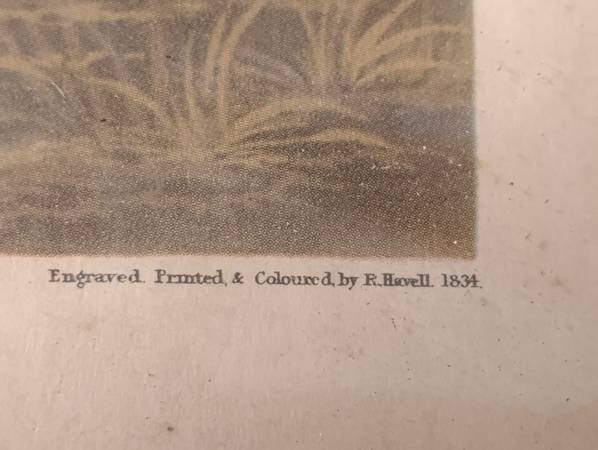 Engraved. Printed, & Coloured, by R. Havell. 1834.